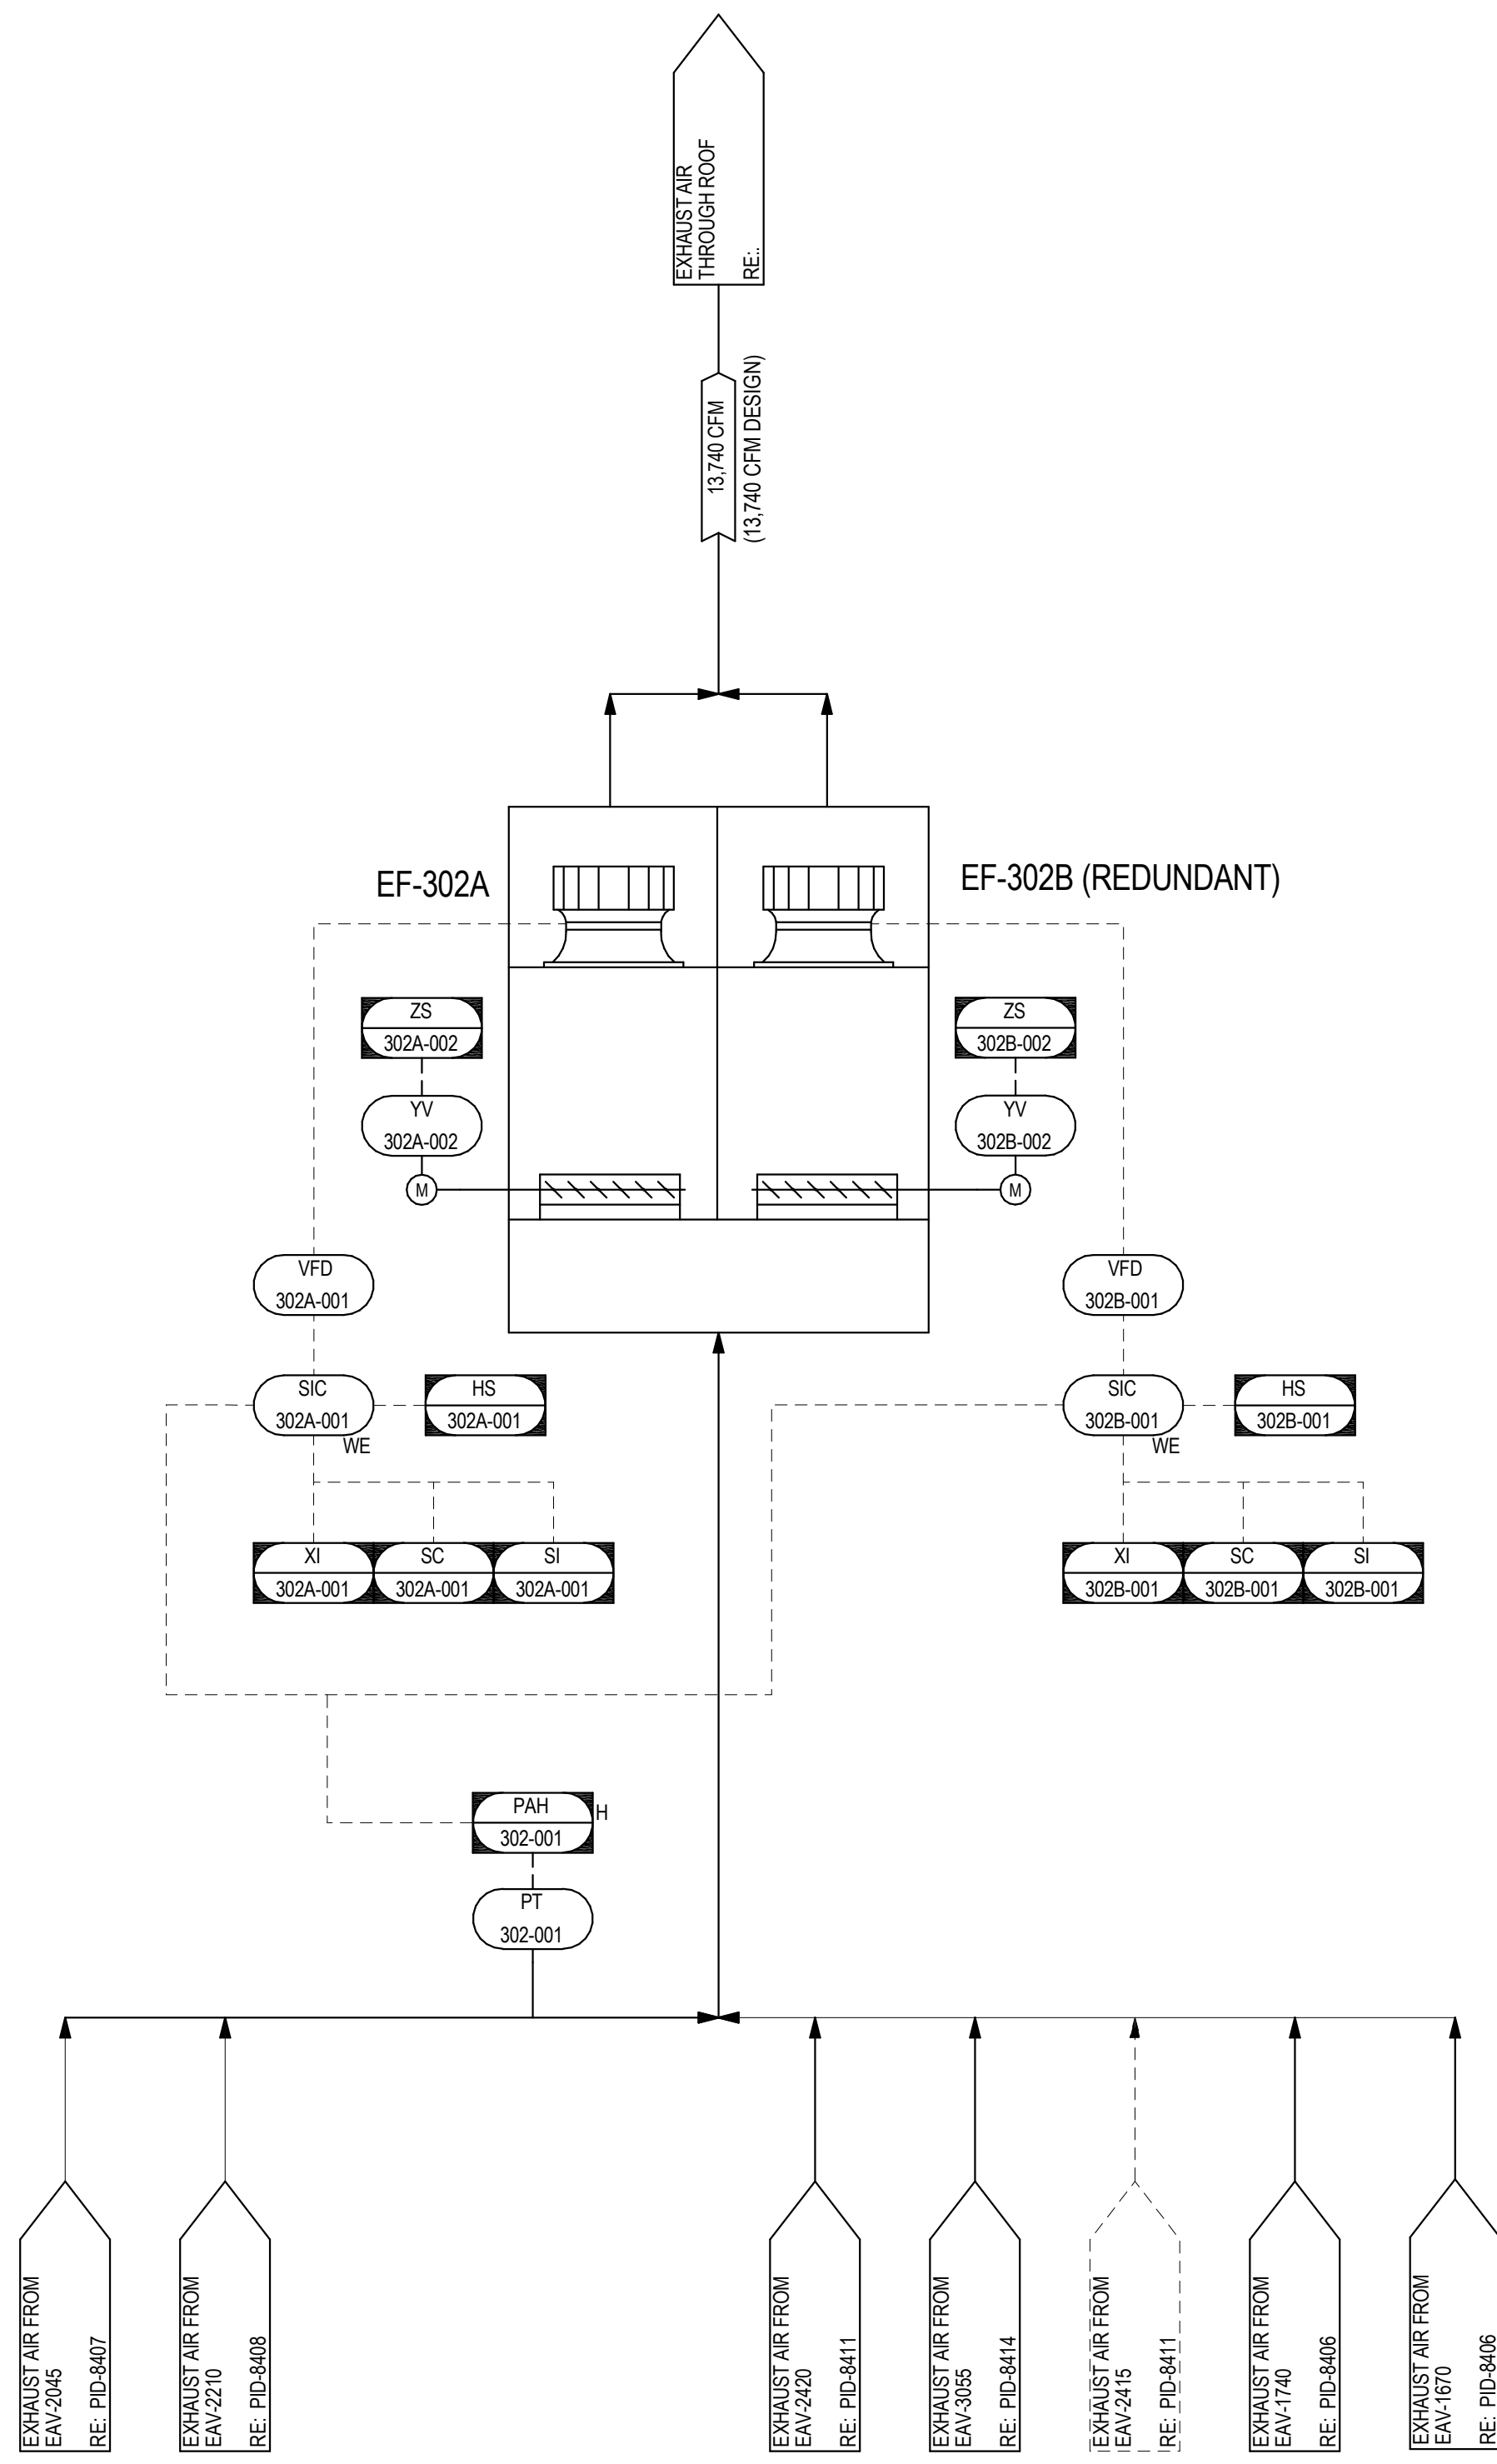 EXHAUST AIR
THROUGH ROOF
RE:.
13,740 CFM
(13,740 CFM DESIGN)
EF-302A
EF-302B (REDUNDANT)
ZS
302A-002
ZS
302B-002
YV
302A-002
YV
302B-002
M
M
VFD
302A-001
VFD
302B-001
SIC
302A-001
WE
HS
302A-001
SIC
302B-001
WE
HS
302B-001
XI
302A-001
SC
302A-001
SI
302A-001
XI
302B-001
SC
302B-001
SI
302B-001
PAH
302-001
H
PT
302-001
EXHAUST AIR FROM
EAV-2045
RE: PID-8407
EXHAUST AIR FROM
EAV-2210
RE: PID-8408
EXHAUST AIR FROM
EAV-2420
RE: PID-8411
EXHAUST AIR FROM
EAV-3055
RE: PID-8414
EXHAUST AIR FROM
EAV-2415
RE: PID-8411
EXHAUST AIR FROM
EAV-1740
RE: PID-8406
EXHAUST AIR FROM
EAV-1670
RE: PID-8406